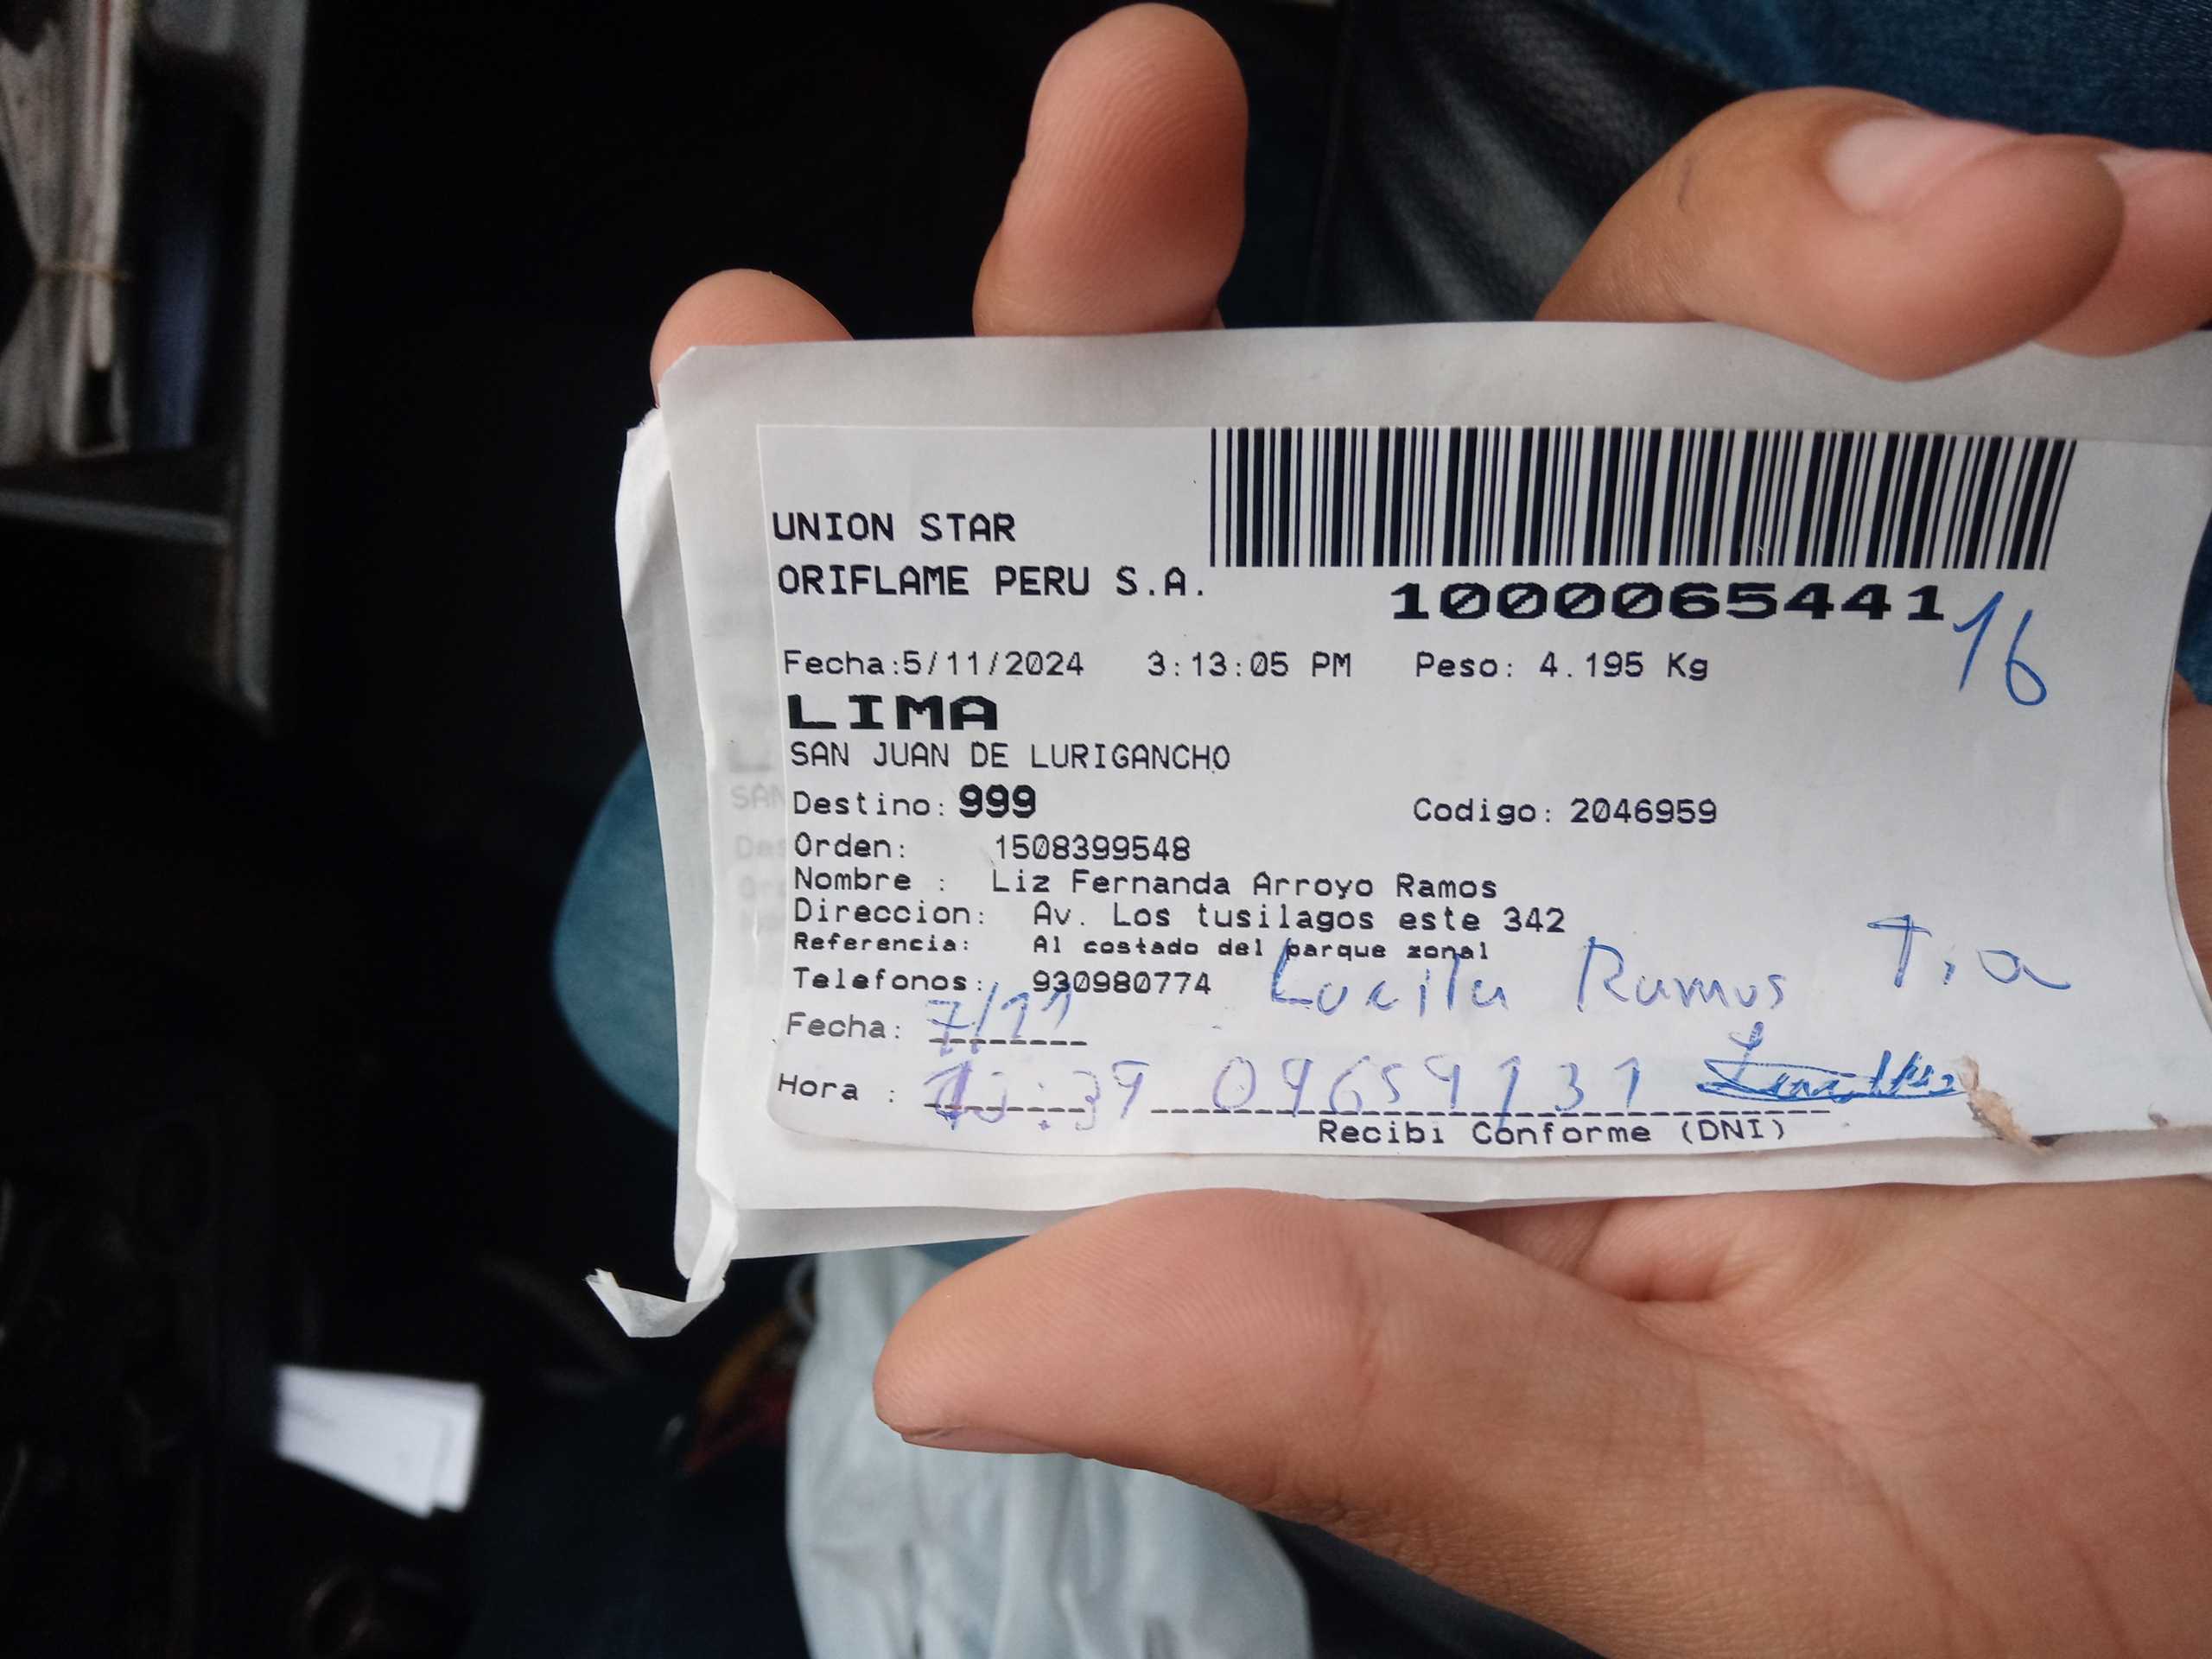 UNION STAR
ORIFLAME PERU S.A.
1000065441
16
Fecha:5/11/2024 3:13:05 PM Peso: 4.195 Kg
LIMA
SAN JUAN DE LURIGANCHO
Destino: 999 Codigo: 2046959
Orden: 1508399548
Nombre : Liz Fernanda Arroyo Ramos
Direccion: Av. Los tusilagos este 342
Referencia: Al costado del parque zonal
Telefonos: 930980774 Lucila Ramos Tia
Fecha: 7/11
Hora : :39 09659131
Recibi Conforme (DNI)